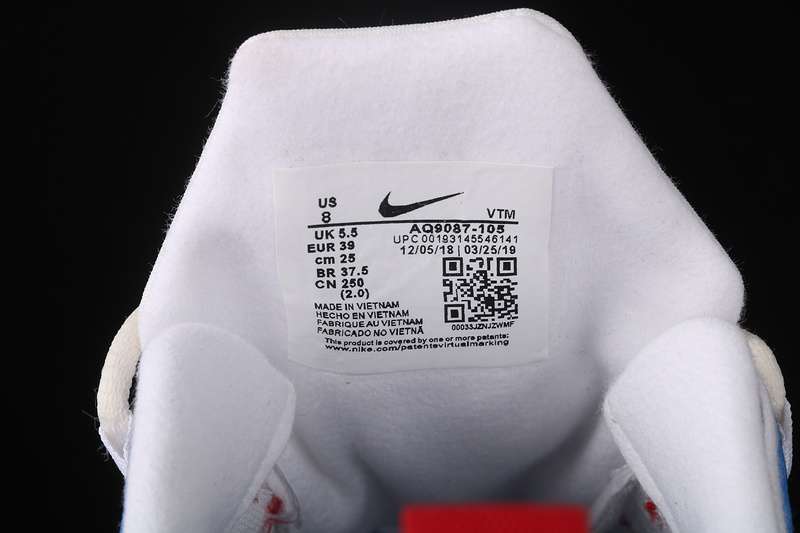 US
8
VTM
UK 5.5
AQ9087-105
EUR 39
UPC 00193145546141
cm 25
12/05/18 | 03/25/19
BR 37.5
CN 250
(2.0)
MADE IN VIETNAM
HECHO EN VIETNAM
FABRIQUE AU VIETNAM
FABRICADO NO VIETNÃ
00033JZNJZWMF
This product is covered by one or more patents:
www.nike.com/patentsvirtualmarking